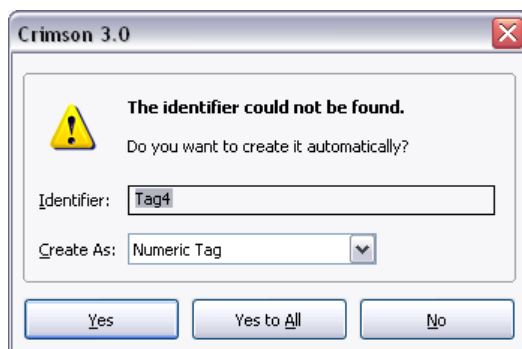 Crimson 3.0
The identifier could not be found.
Do you want to create it automatically?
Identifier: Tag4
Create As: Numeric Tag
Yes Yes to All No